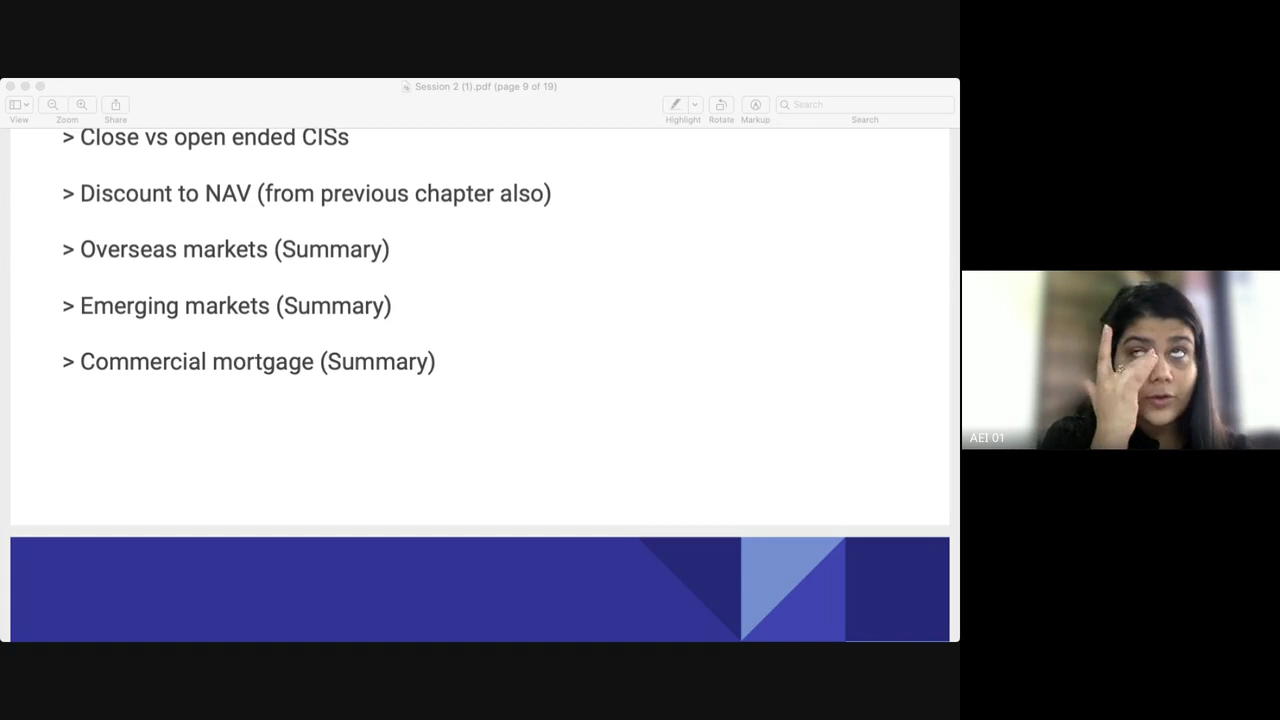 Session 2 (1).pdf (page 9 of 19)
View
Zoom
Share
Highlight
Rotate
Markup
Search
Search
> Close vs open ended CISs
> Discount to NAV (from previous chapter also)
> Overseas markets (Summary)
> Emerging markets (Summary)
> Commercial mortgage (Summary)
AEI 01